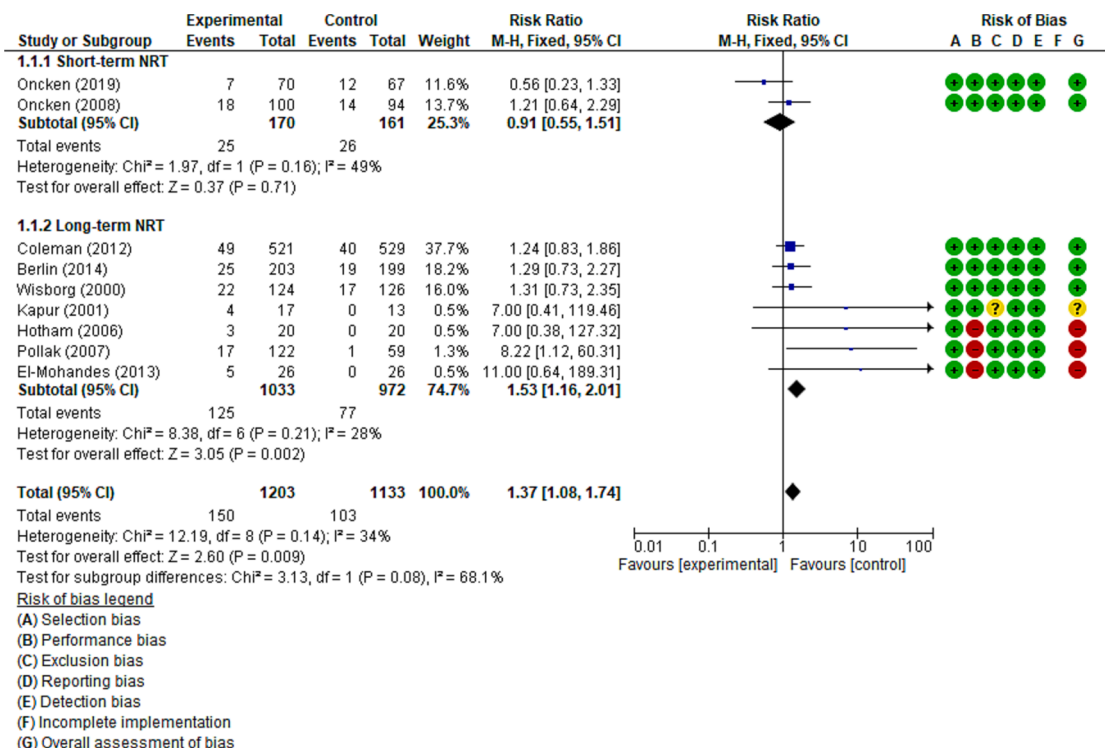 Experimental Control Risk Ratio Risk Ratio Risk of Bias
Study or Subgroup Events Total Events Total Weight M-H, Fixed, 95% CI M-H, Fixed, 95% CI A B C D E F G
1.1.1 Short-term NRT
Oncken (2019) 7 70 12 67 11.6% 0.56 [0.23, 1.33] + + + + + +
Oncken (2008) 18 100 14 94 13.7% 1.21 [0.64, 2.29] + + + + + +
Subtotal (95% CI) 170 161 25.3% 0.91 [0.55, 1.51]
Total events 25 26
Heterogeneity: Chi² = 1.97, df = 1 (P = 0.16); I² = 49%
Test for overall effect: Z = 0.37 (P = 0.71)
1.1.2 Long-term NRT
Coleman (2012) 49 521 40 529 37.7% 1.24 [0.83, 1.86] + + + + + +
Berlin (2014) 25 203 19 199 18.2% 1.29 [0.73, 2.27] + + + + + +
Wisborg (2000) 22 124 17 126 16.0% 1.31 [0.73, 2.35] + + + + + +
Kapur (2001) 4 17 0 13 0.5% 7.00 [0.41, 119.46] + + ? + + ?
Hotham (2006) 3 20 0 20 0.5% 7.00 [0.38, 127.32] + - + + + -
Pollak (2007) 17 122 1 59 1.3% 8.22 [1.12, 60.31] + - + + + -
El-Mohandes (2013) 5 26 0 26 0.5% 11.00 [0.64, 189.31] + - + + + -
Subtotal (95% CI) 1033 972 74.7% 1.53 [1.16, 2.01]
Total events 125 77
Heterogeneity: Chi² = 8.38, df = 6 (P = 0.21); I² = 28%
Test for overall effect: Z = 3.05 (P = 0.002)
Total (95% CI) 1203 1133 100.0% 1.37 [1.08, 1.74]
Total events 150 103
Heterogeneity: Chi² = 12.19, df = 8 (P = 0.14); I² = 34%
Test for overall effect: Z = 2.60 (P = 0.009)
Test for subgroup differences: Chi² = 3.13, df = 1 (P = 0.08), I² = 68.1%
0.01 0.1 1 10 100
Favours [experimental] Favours [control]
Risk of bias legend
(A) Selection bias
(B) Performance bias
(C) Exclusion bias
(D) Reporting bias
(E) Detection bias
(F) Incomplete implementation
(G) Overall assessment of bias